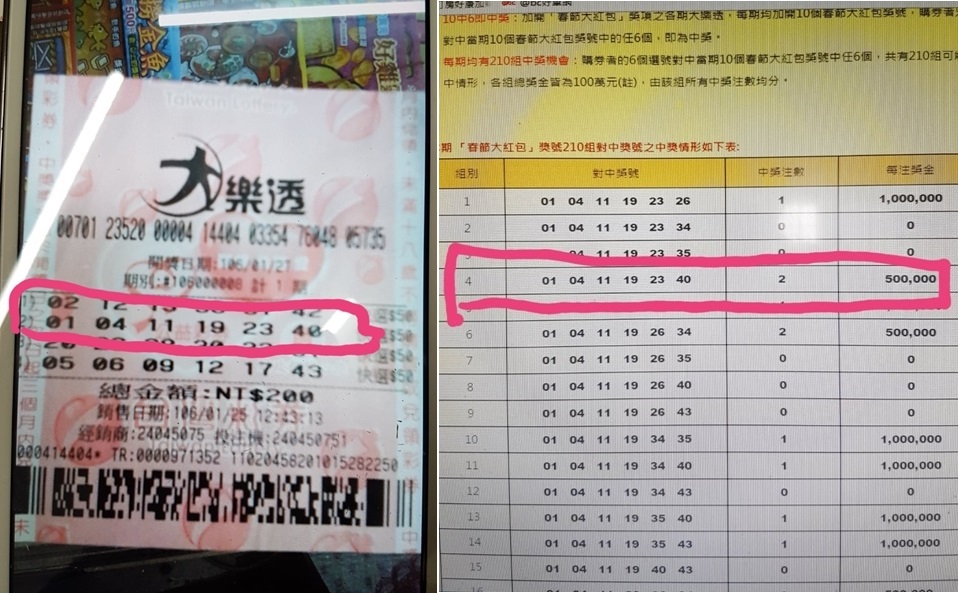 Taiwan Lottery
大樂透
00701 23520 00004 14404 03354 76048 05735
開獎日期:106/01/27
期別:#106000008 計 1 期
02 12
42
01 04 11 19 23 40
05 06 09 12 17 43
快選$50
總金額:NT$200
銷售日期:106/01/25 12:43:13
經銷商:24045075 投注機:240450751
000414404* TR:0000971352 11020458201015282250
10中6即中獎:加開「春節大紅包」獎項之各期大樂透,每期均加開10個春節大紅包獎號,購券者
對中當期10個春節大紅包獎號中的任6個,即為中獎。
每期均有210組中獎機會:購券者的6個選號對中當期10個春節大紅包獎號中任6個,共有210組可
中情形,各組總獎金皆為100萬元(註),由該組所有中獎注數均分。
期「春節大紅包」獎號210組對中獎號之中獎情形如下表:
組別 對中獎號 中獎注數 每注獎金
1 01 04 11 19 23 26 1 1,000,000
2 01 04 11 19 23 34 0 0
04 11 19 23 35 0
4 01 04 11 19 23 40 2 500,000
6 01 04 11 19 26 34 2 500,000
7 01 04 11 19 26 35 0 0
8 01 04 11 19 26 40 0 0
9 01 04 11 19 26 43 0 0
10 01 04 11 19 34 35 1 1,000,000
11 01 04 11 19 34 40 1 1,000,000
12 01 04 11 19 34 43 0 0
13 01 04 11 19 35 40 1 1,000,000
14 01 04 11 19 35 43 1 1,000,000
15 01 04 11 19 40 43 0 0